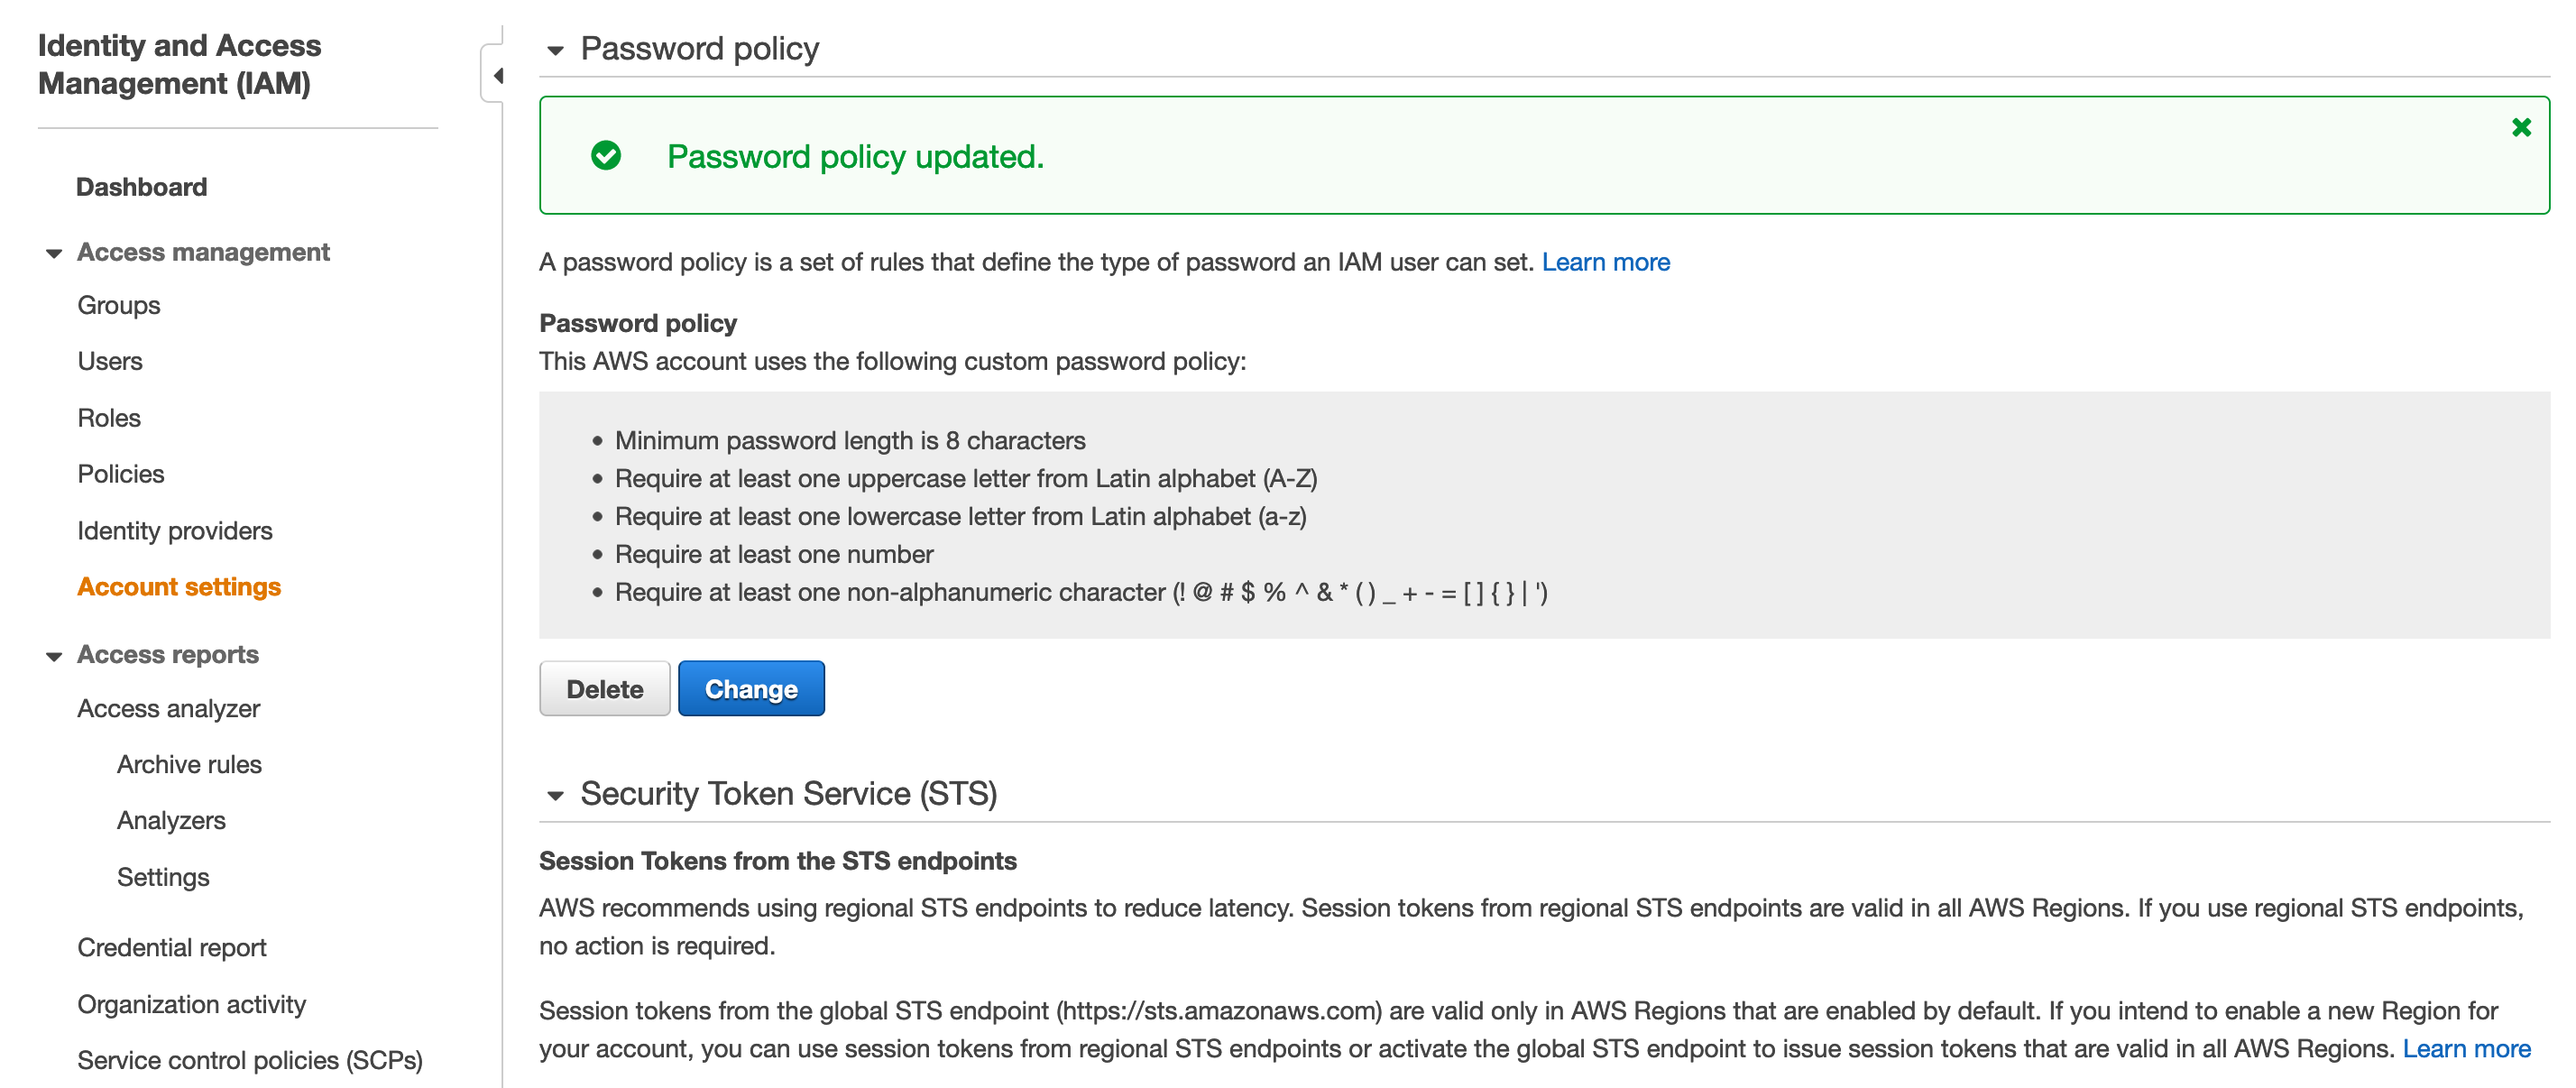 Identity and Access
Management (IAM)
Dashboard
Access management
Groups
Users
Roles
Policies
Identity providers
Account settings
Access reports
Access analyzer
Archive rules
Analyzers
Settings
Credential report
Organization activity
Service control policies (SCPs)
Password policy
Password policy updated.
A password policy is a set of rules that define the type of password an IAM user can set. Learn more
Password policy
This AWS account uses the following custom password policy:
• Minimum password length is 8 characters
• Require at least one uppercase letter from Latin alphabet (A-Z)
• Require at least one lowercase letter from Latin alphabet (a-z)
• Require at least one number
• Require at least one non-alphanumeric character (! @ # $ % ^ & * ( ) _ + - = [ ] { } | ')
Delete Change
Security Token Service (STS)
Session Tokens from the STS endpoints
AWS recommends using regional STS endpoints to reduce latency. Session tokens from regional STS endpoints are valid in all AWS Regions. If you use regional STS endpoints,
no action is required.
Session tokens from the global STS endpoint (https://sts.amazonaws.com) are valid only in AWS Regions that are enabled by default. If you intend to enable a new Region for
your account, you can use session tokens from regional STS endpoints or activate the global STS endpoint to issue session tokens that are valid in all AWS Regions. Learn more